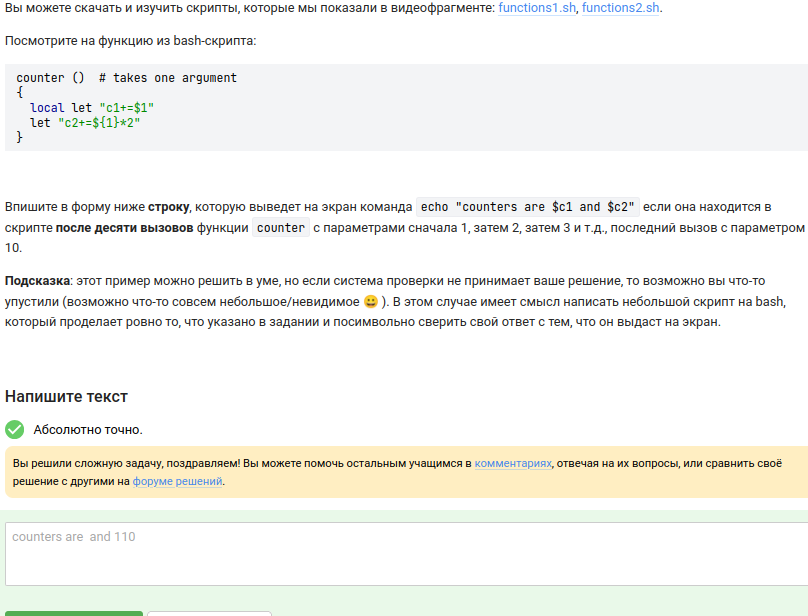 Вы можете скачать и изучить скрипты, которые мы показали в видеофрагменте: functions1.sh, functions2.sh.
Посмотрите на функцию из bash-скрипта:
counter ()  # takes one argument
{
  local let "c1+=$1"
  let "c2+=${1}*2"
}
Впишите в форму ниже строку, которую выведет на экран команда echo "counters are $c1 and $c2" если она находится в
скрипте после десяти вызовов функции counter с параметрами сначала 1, затем 2, затем 3 и т.д., последний вызов с параметром
10.
Подсказка: этот пример можно решить в уме, но если система проверки не принимает ваше решение, то возможно вы что-то
упустили (возможно что-то совсем небольшое/невидимое 😀 ). В этом случае имеет смысл написать небольшой скрипт на bash,
который проделает ровно то, что указано в задании и посимвольно сверить свой ответ с тем, что он выдаст на экран.
Напишите текст
Абсолютно точно.
Вы решили сложную задачу, поздравляем! Вы можете помочь остальным учащимся в комментариях, отвечая на их вопросы, или сравнить своё
решение с другими на форуме решений.
counters are  and 110